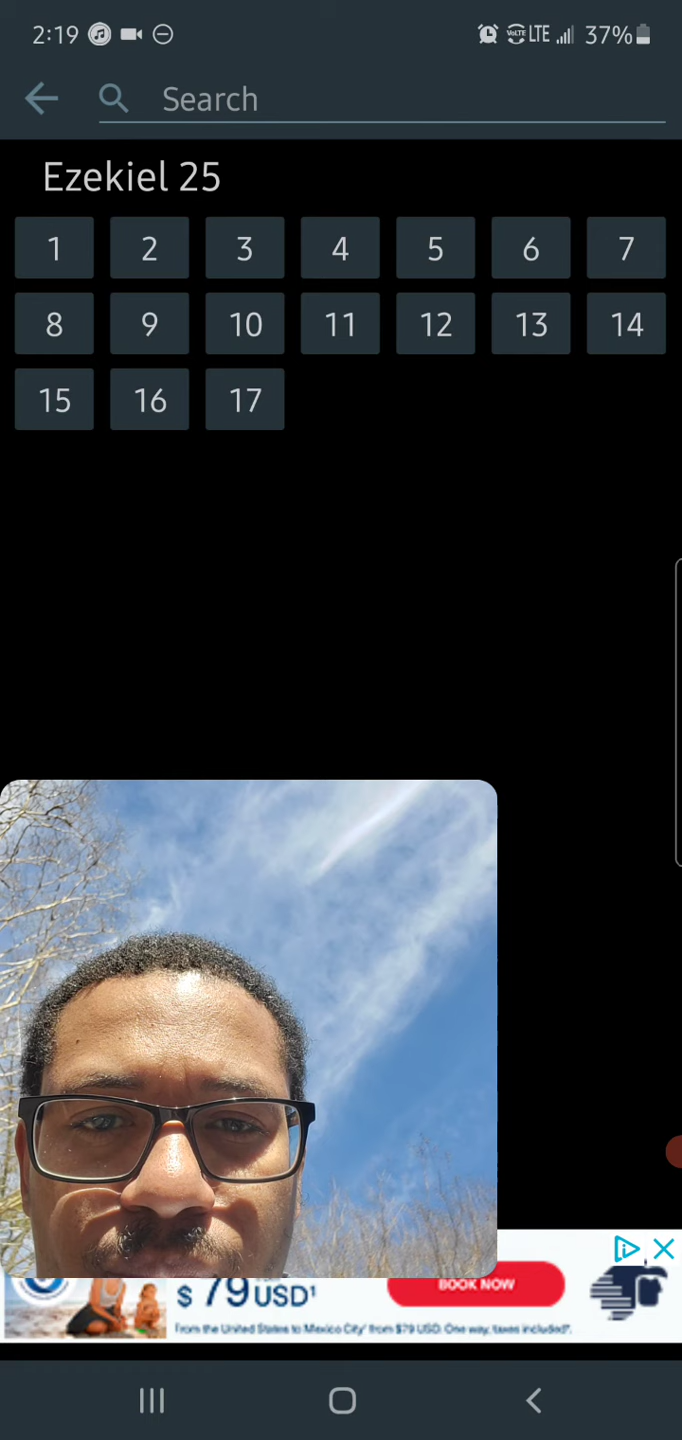 2:19 VoLTE LTE 37%
Search
Ezekiel 25
1 2 3 4 5 6 7
8 9 10 11 12 13 14
15 16 17
$ 79 USD¹
BOOK NOW
From the United States to Mexico City* from $79 USD. One way, taxes included*.